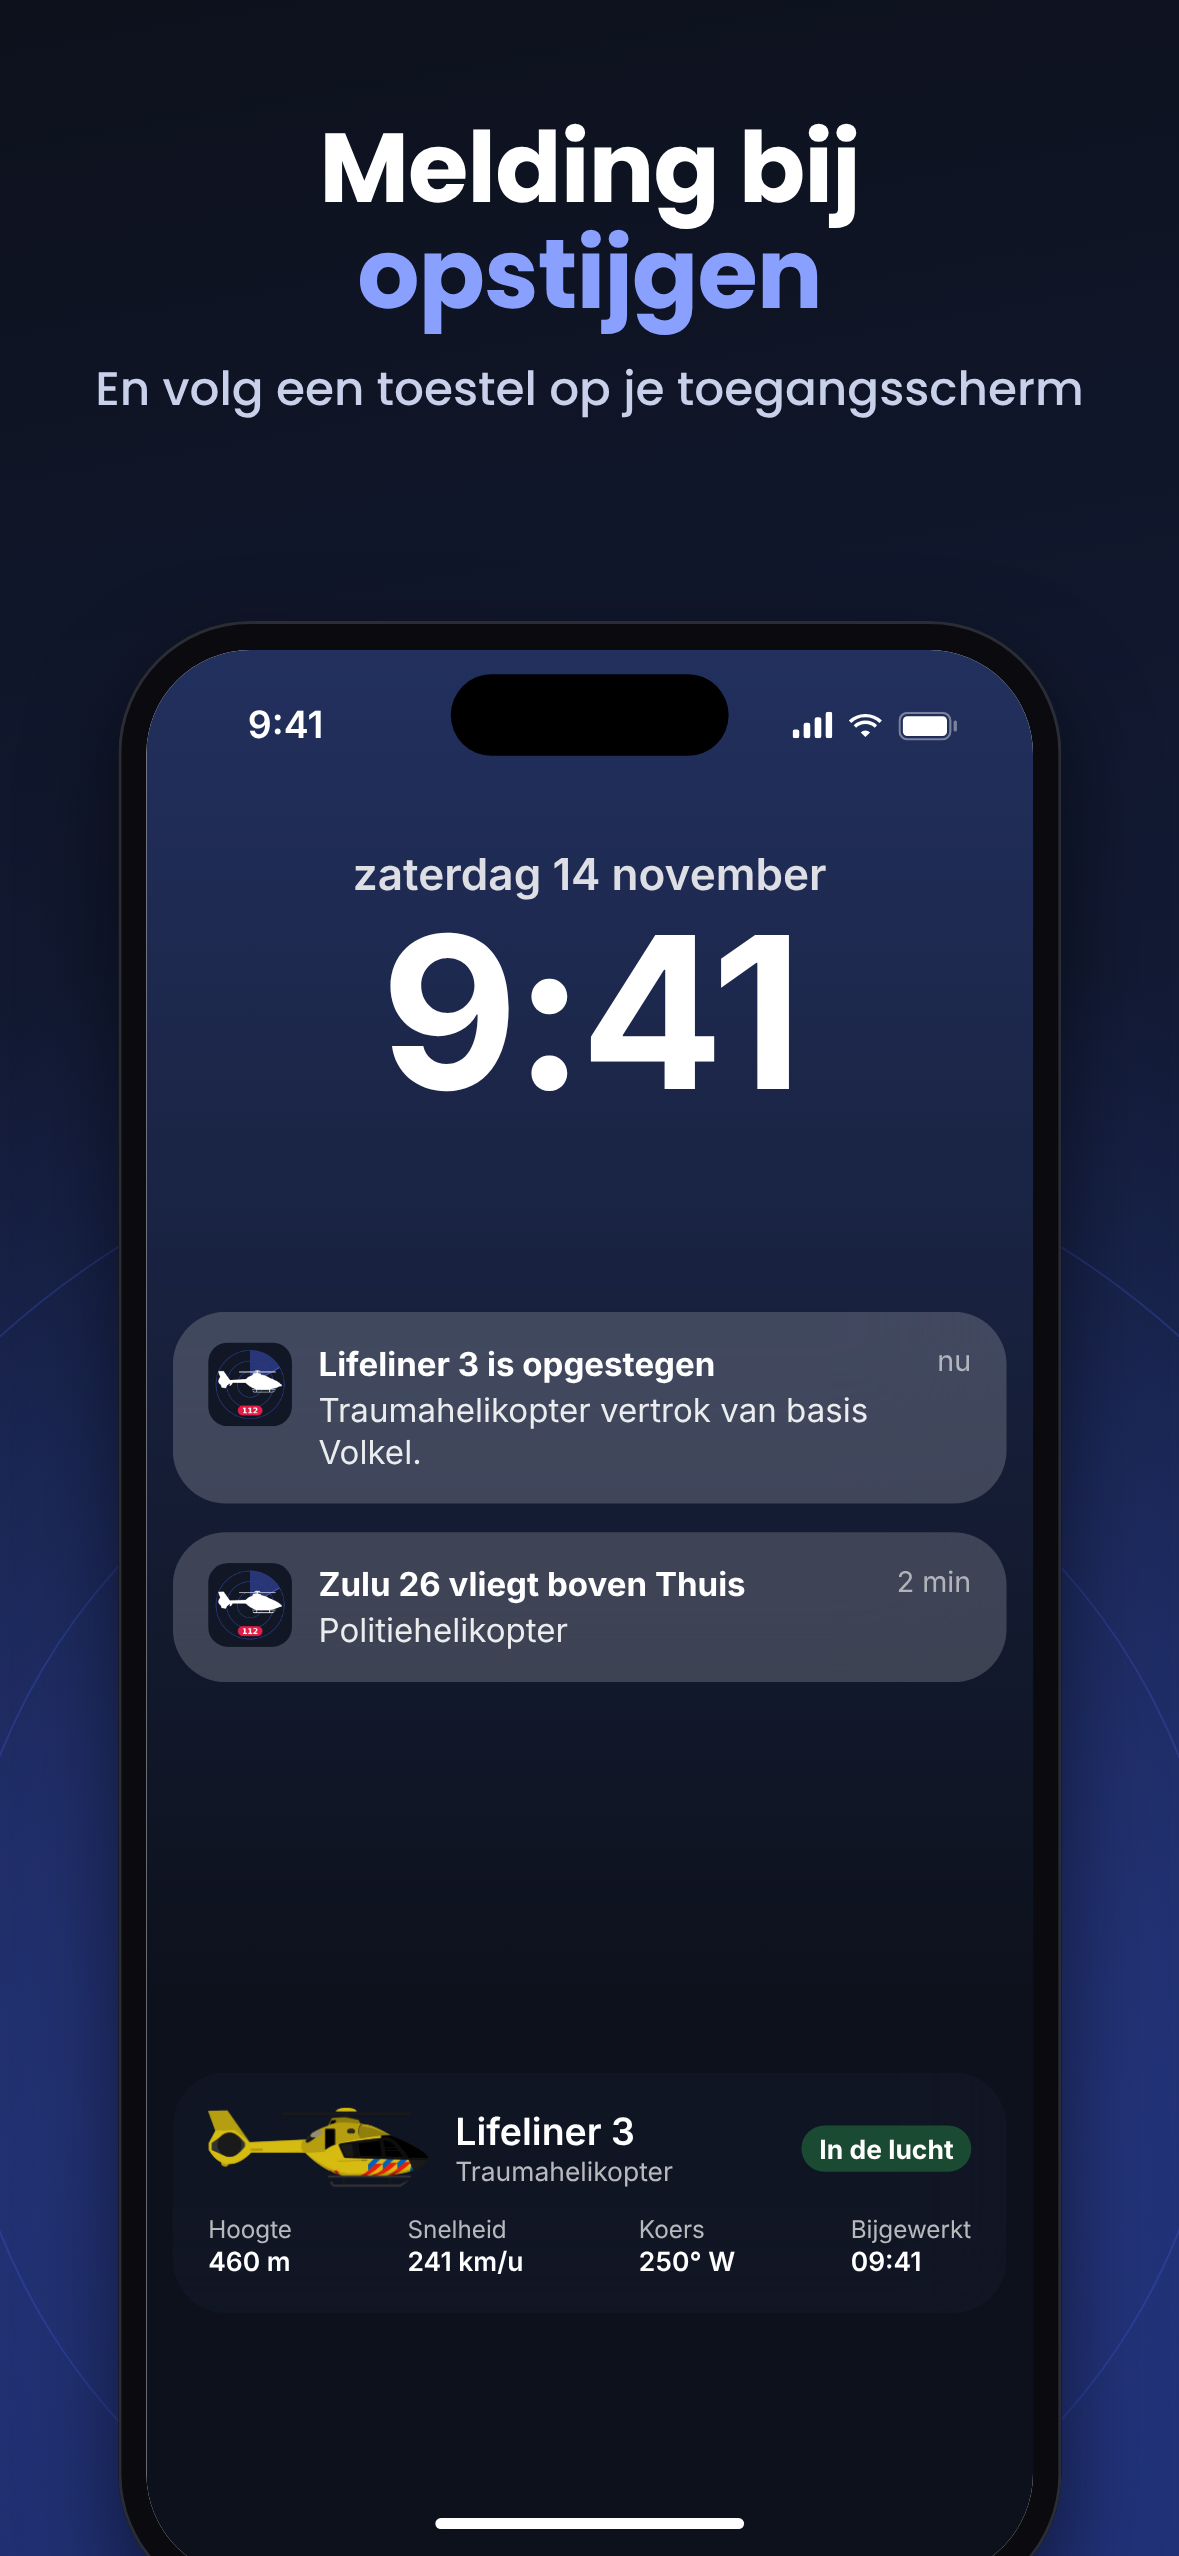 Melding bij
opstijgen
En volg een toestel op je toegangsscherm
9:41
zaterdag 14 november
9:41
Lifeliner 3 is opgestegen
nu
Traumahelikopter vertrok van basis
Volkel.
112
Zulu 26 vliegt boven Thuis
2 min
Politiehelikopter
112
Lifeliner 3
Traumahelikopter
In de lucht
Hoogte Snelheid Koers Bijgewerkt
460 m 241 km/u 250° W 09:41